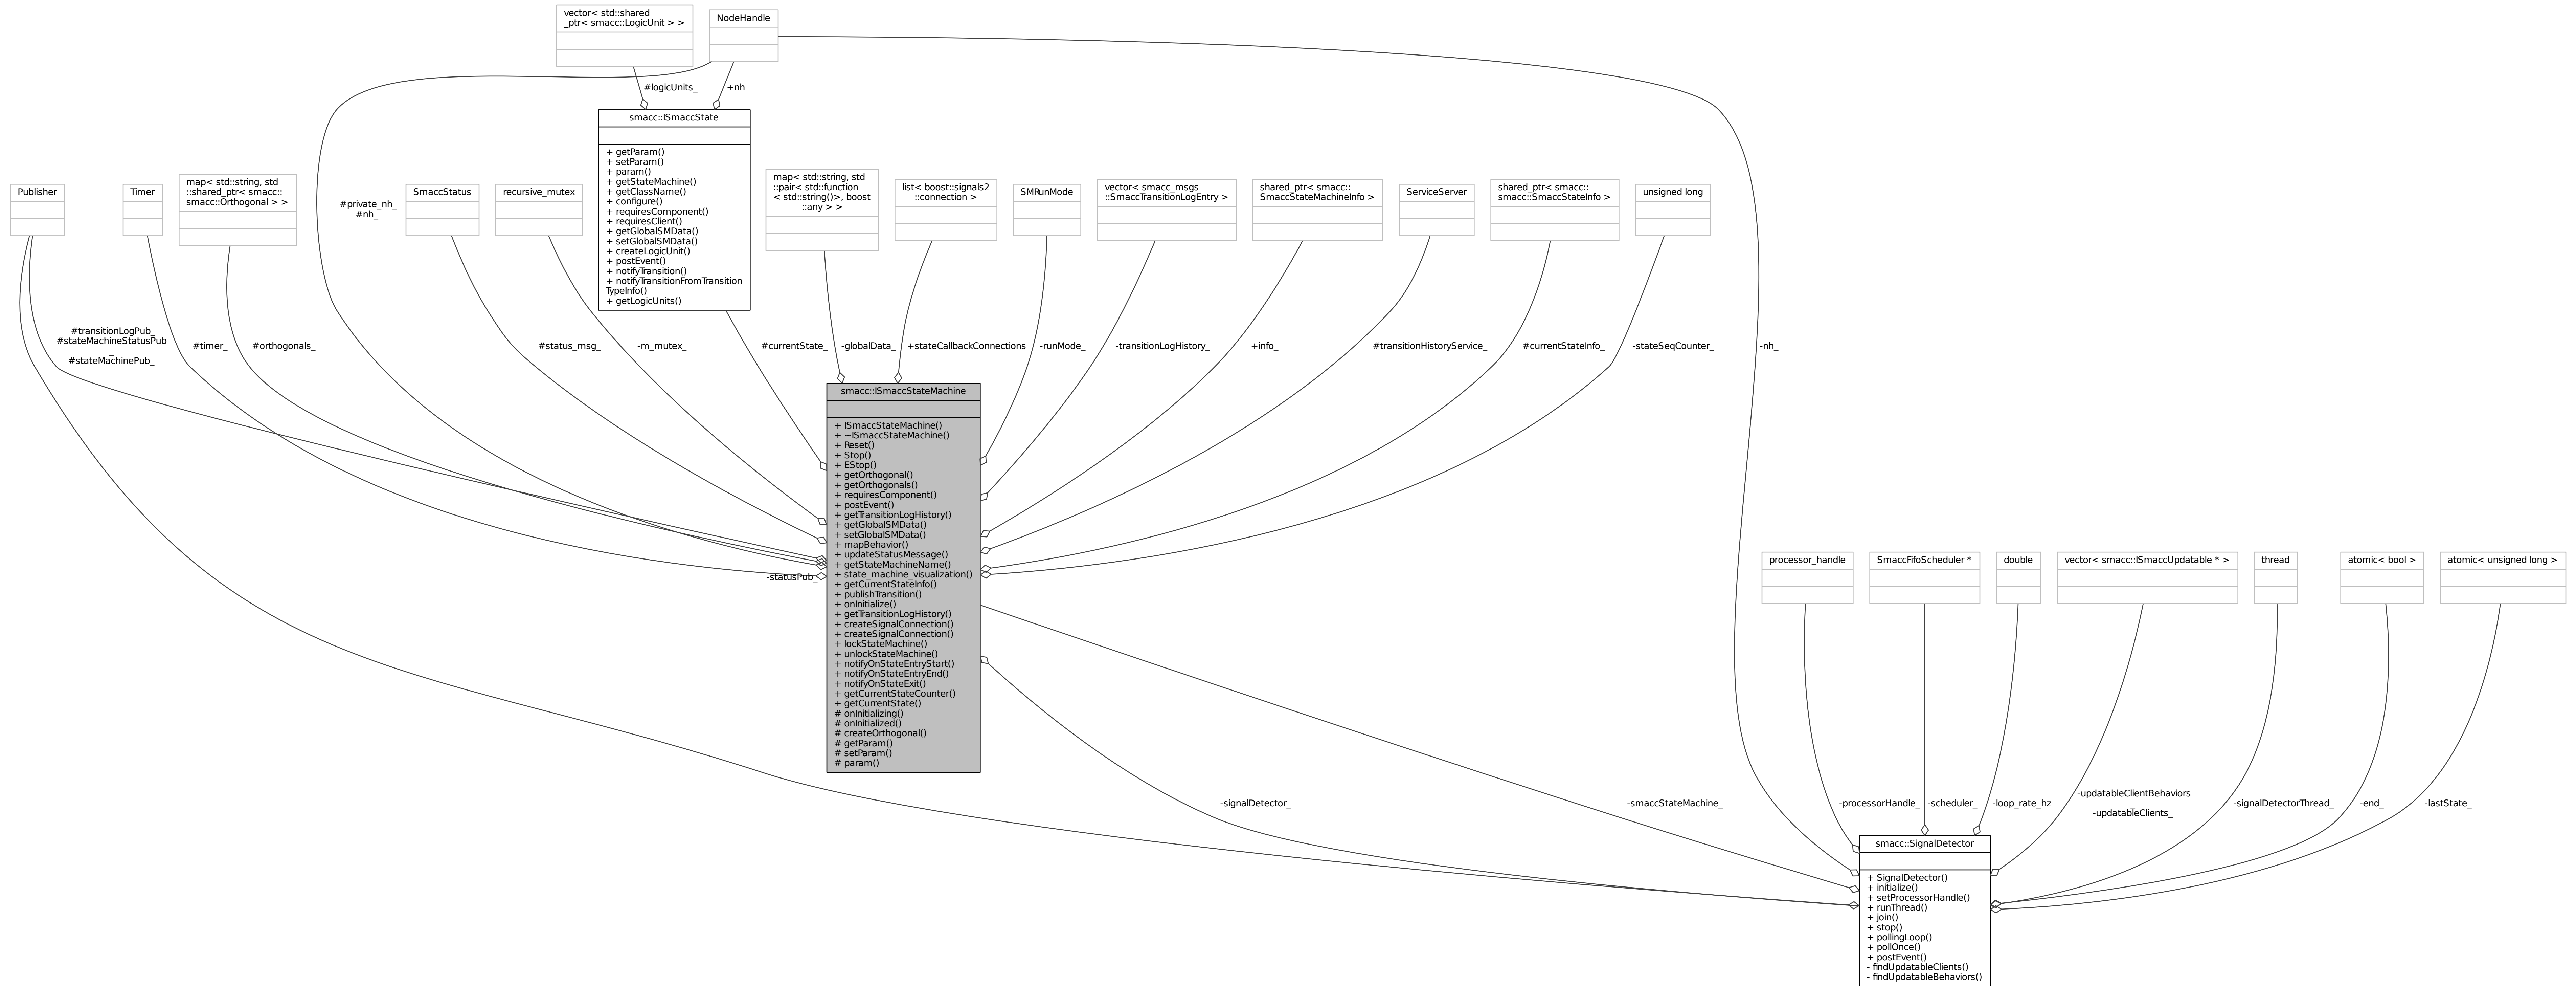 vector< std::shared
_ptr< smacc::LogicUnit > >
NodeHandle
#logicUnits_
+nh
smacc::ISmaccState
+ getParam()
+ setParam()
+ param()
+ getStateMachine()
+ getClassName()
+ configure()
+ requiresComponent()
+ requiresClient()
+ getGlobalSMData()
+ setGlobalSMData()
+ createLogicUnit()
+ postEvent()
+ notifyTransition()
+ notifyTransitionFromTransition
TypeInfo()
+ getLogicUnits()
Publisher
Timer
map< std::string, std
::shared_ptr< smacc::
smacc::Orthogonal > >
#private_nh_
#nh_
SmaccStatus
recursive_mutex
map< std::string, std
::pair< std::function
< std::string()>, boost
::any > >
list< boost::signals2
::connection >
SMRunMode
vector< smacc_msgs
::SmaccTransitionLogEntry >
shared_ptr< smacc::
SmaccStateMachineInfo >
ServiceServer
shared_ptr< smacc::
smacc::SmaccStateInfo >
unsigned long
#transitionLogPub_
#stateMachineStatusPub
_
#stateMachinePub_
#timer_
#orthogonals_
#status_msg_
-m_mutex_
#currentState_
-globalData_
+stateCallbackConnections
-runMode_
-transitionLogHistory_
+info_
#transitionHistoryService_
#currentStateInfo_
-stateSeqCounter_
-nh_
smacc::ISmaccStateMachine
+ ISmaccStateMachine()
+ ~ISmaccStateMachine()
+ Reset()
+ Stop()
+ EStop()
+ getOrthogonal()
+ getOrthogonals()
+ requiresComponent()
+ postEvent()
+ getTransitionLogHistory()
+ getGlobalSMData()
+ setGlobalSMData()
+ mapBehavior()
+ updateStatusMessage()
+ getStateMachineName()
+ state_machine_visualization()
+ getCurrentStateInfo()
+ publishTransition()
+ onInitialize()
+ getTransitionLogHistory()
+ createSignalConnection()
+ createSignalConnection()
+ lockStateMachine()
+ unlockStateMachine()
+ notifyOnStateEntryStart()
+ notifyOnStateEntryEnd()
+ notifyOnStateExit()
+ getCurrentStateCounter()
+ getCurrentState()
# onInitializing()
# onInitialized()
# createOrthogonal()
# getParam()
# setParam()
# param()
-statusPub_
processor_handle
SmaccFifoScheduler *
double
vector< smacc::ISmaccUpdatable * >
thread
atomic< bool >
atomic< unsigned long >
-signalDetector_
-smaccStateMachine_
-processorHandle_
-scheduler_
-loop_rate_hz
-updatableClientBehaviors
_
-updatableClients_
-signalDetectorThread_
-end_
-lastState_
smacc::SignalDetector
+ SignalDetector()
+ initialize()
+ setProcessorHandle()
+ runThread()
+ join()
+ stop()
+ pollingLoop()
+ pollOnce()
+ postEvent()
- findUpdatableClients()
- findUpdatableBehaviors()